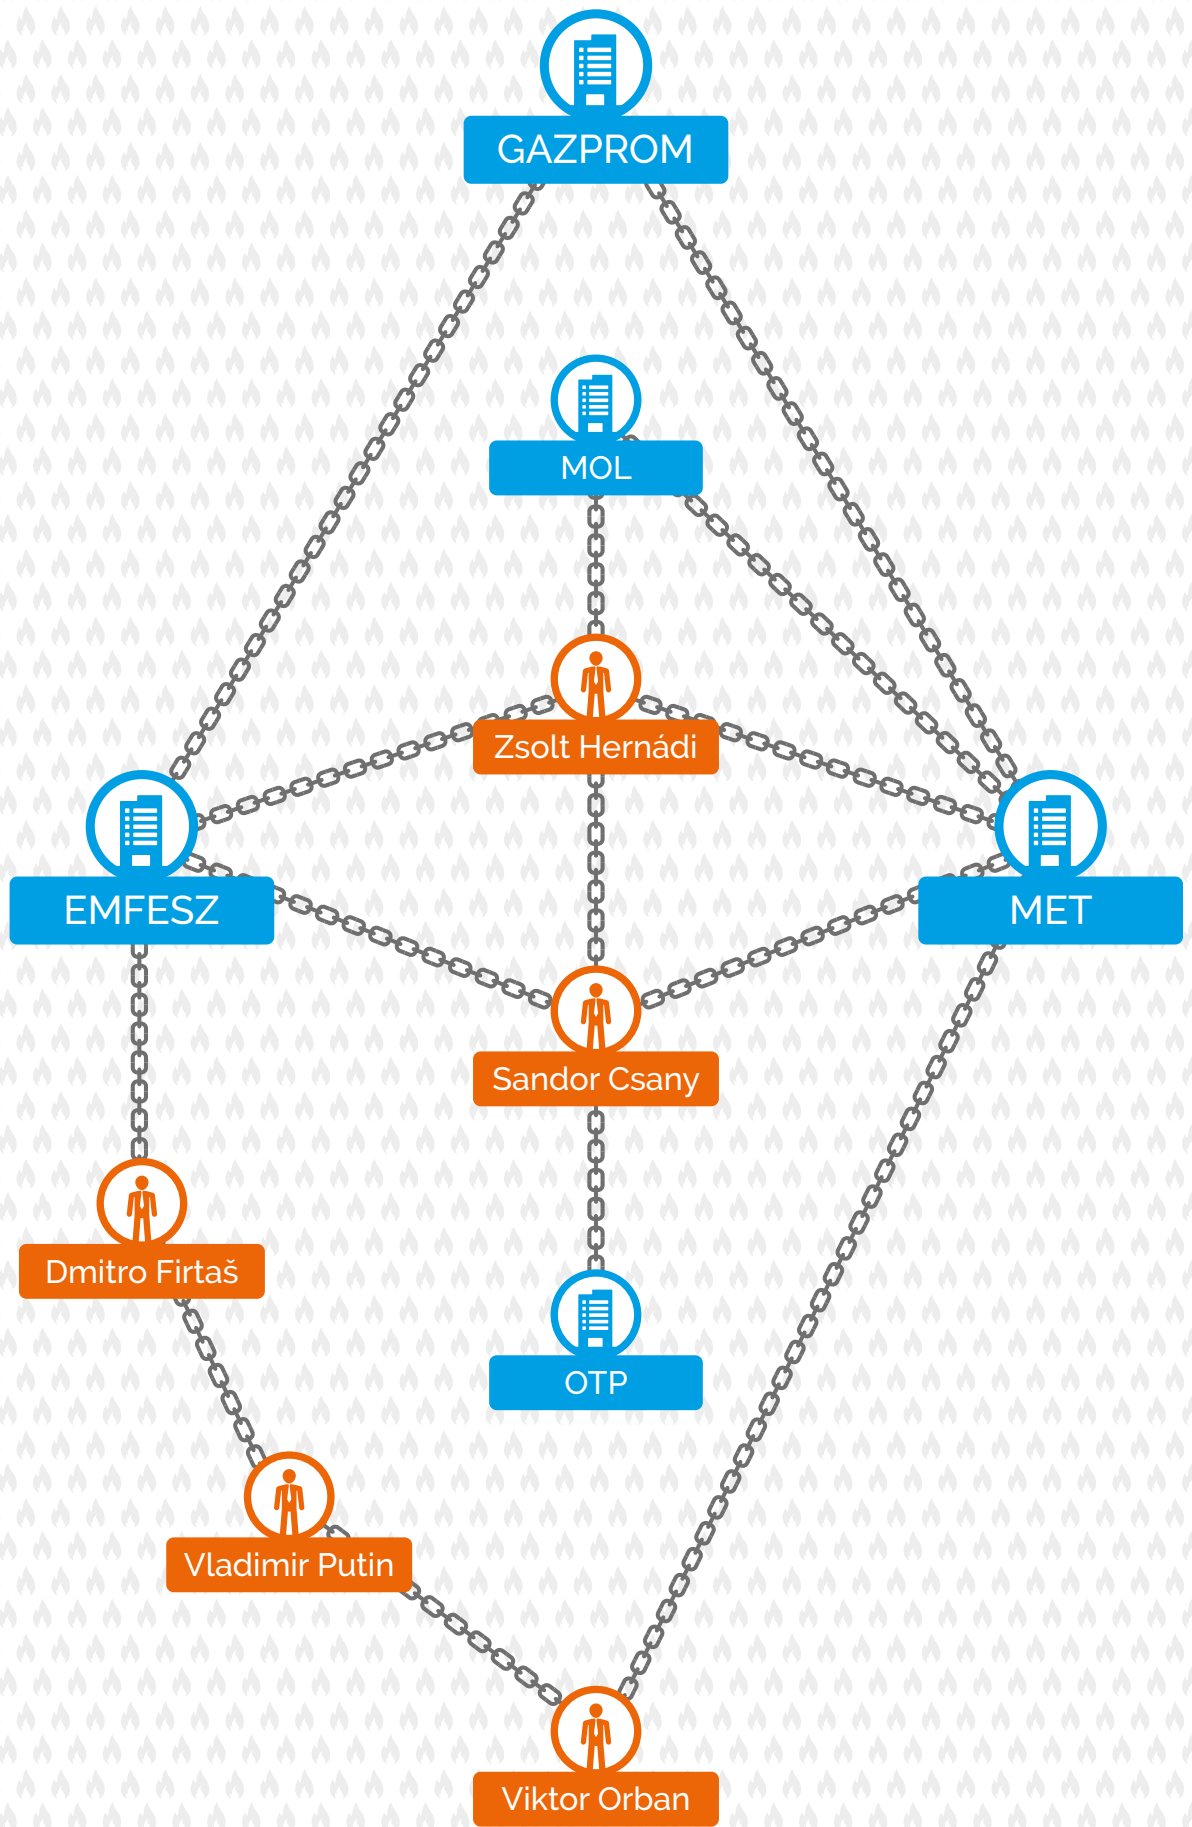 GAZPROM
MOL
Zsolt Hernádi
EMFESZ
MET
Sandor Csany
Dmitro Firtaš
OTP
Vladimir Putin
Viktor Orban